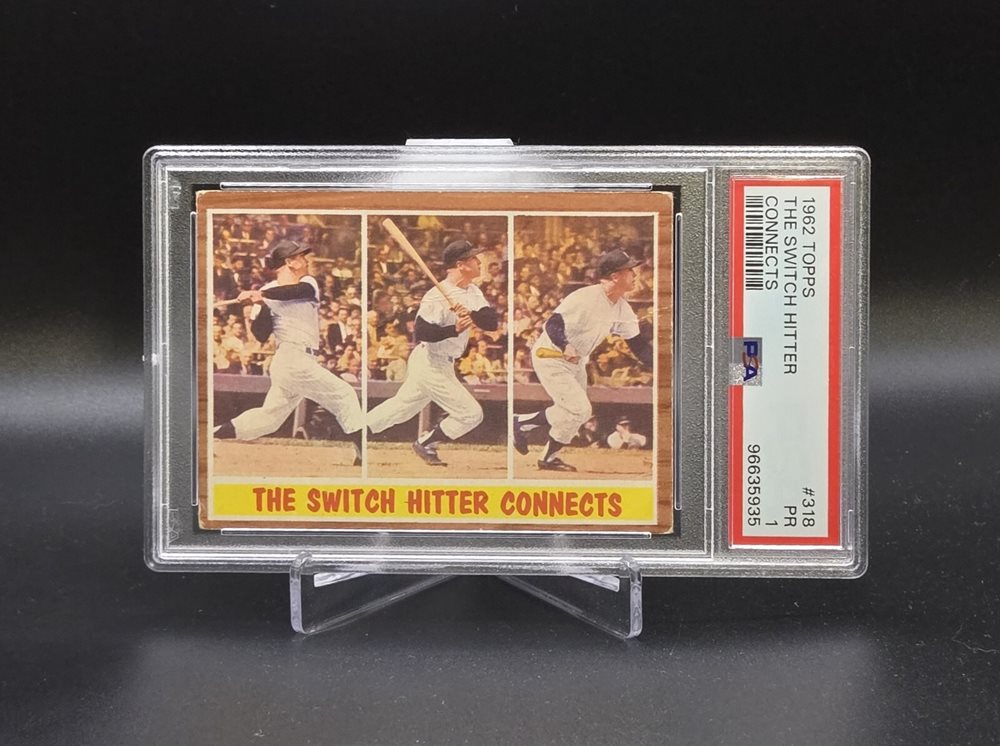 THE SWITCH HITTER CONNECTS
1962 TOPPS
THE SWITCH HITTER
CONNECTS
#318
PR
1
96635935
PSA